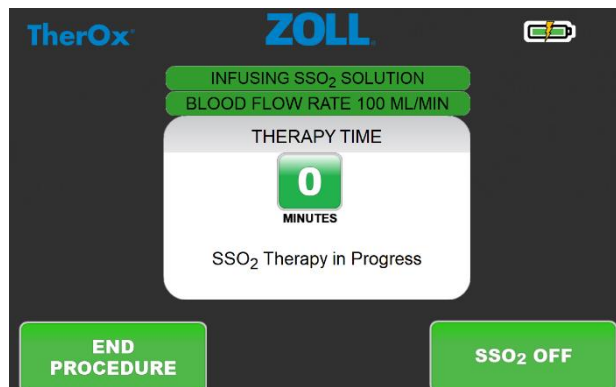 TherOx
ZOLL
INFUSING SSO₂ SOLUTION
BLOOD FLOW RATE 100 ML/MIN
THERAPY TIME
0
MINUTES
SSO₂ Therapy in Progress
END
PROCEDURE
SSO₂ OFF